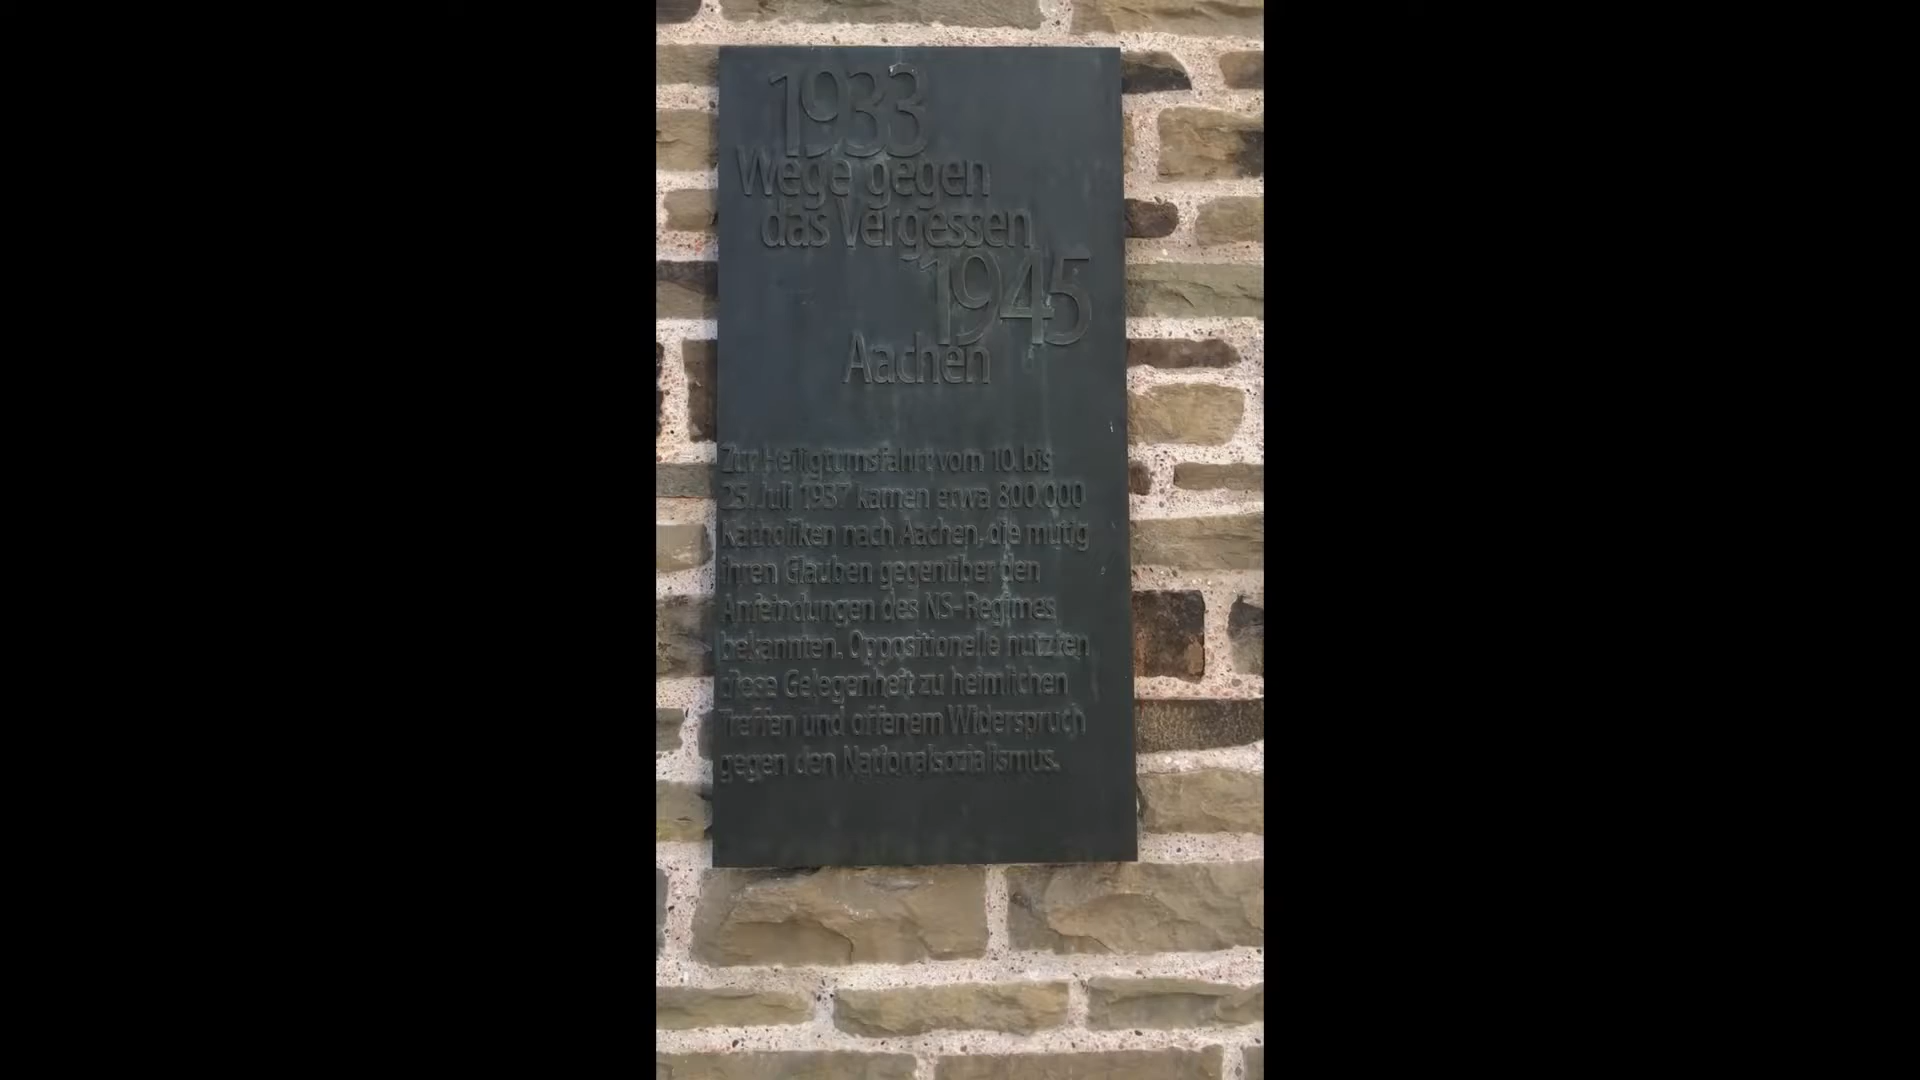 1933
Wege gegen
das Vergessen
1945
Aachen
Zur Heiligtumsfahrt vom 10. bis
25. Juli 1937 kamen etwa 800.000
Katholiken nach Aachen, die mutig
ihren Glauben gegenüber den
Anfeindungen des NS-Regimes
bekannten. Oppositionelle nutzten
diese Gelegenheit zu heimlichen
Treffen und offenem Widerspruch
gegen den Nationalsozialismus.